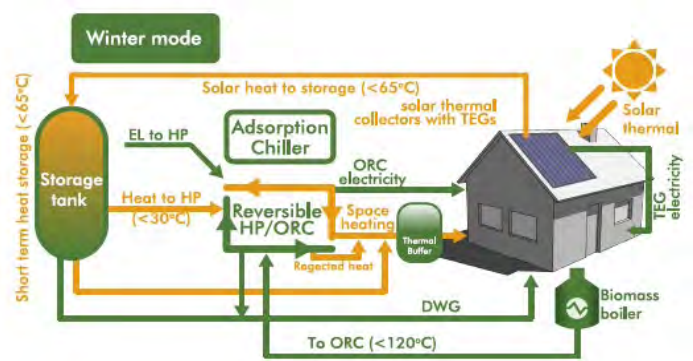 Winter mode
Solar heat to storage (<65°C)
solar thermal
collectors with TEGs
Solar
thermal
Short term heat storage (<65°C)
EL to HP
Adsorption
Chiller
ORC
electricity
TEG
electricity
Storage
tank
Heat to HP
(<30°C)
Reversible
HP/ORC
Space
heating
Thermal
Buffer
Regected heat
DWG
Biomass
boiler
To ORC (<120°C)